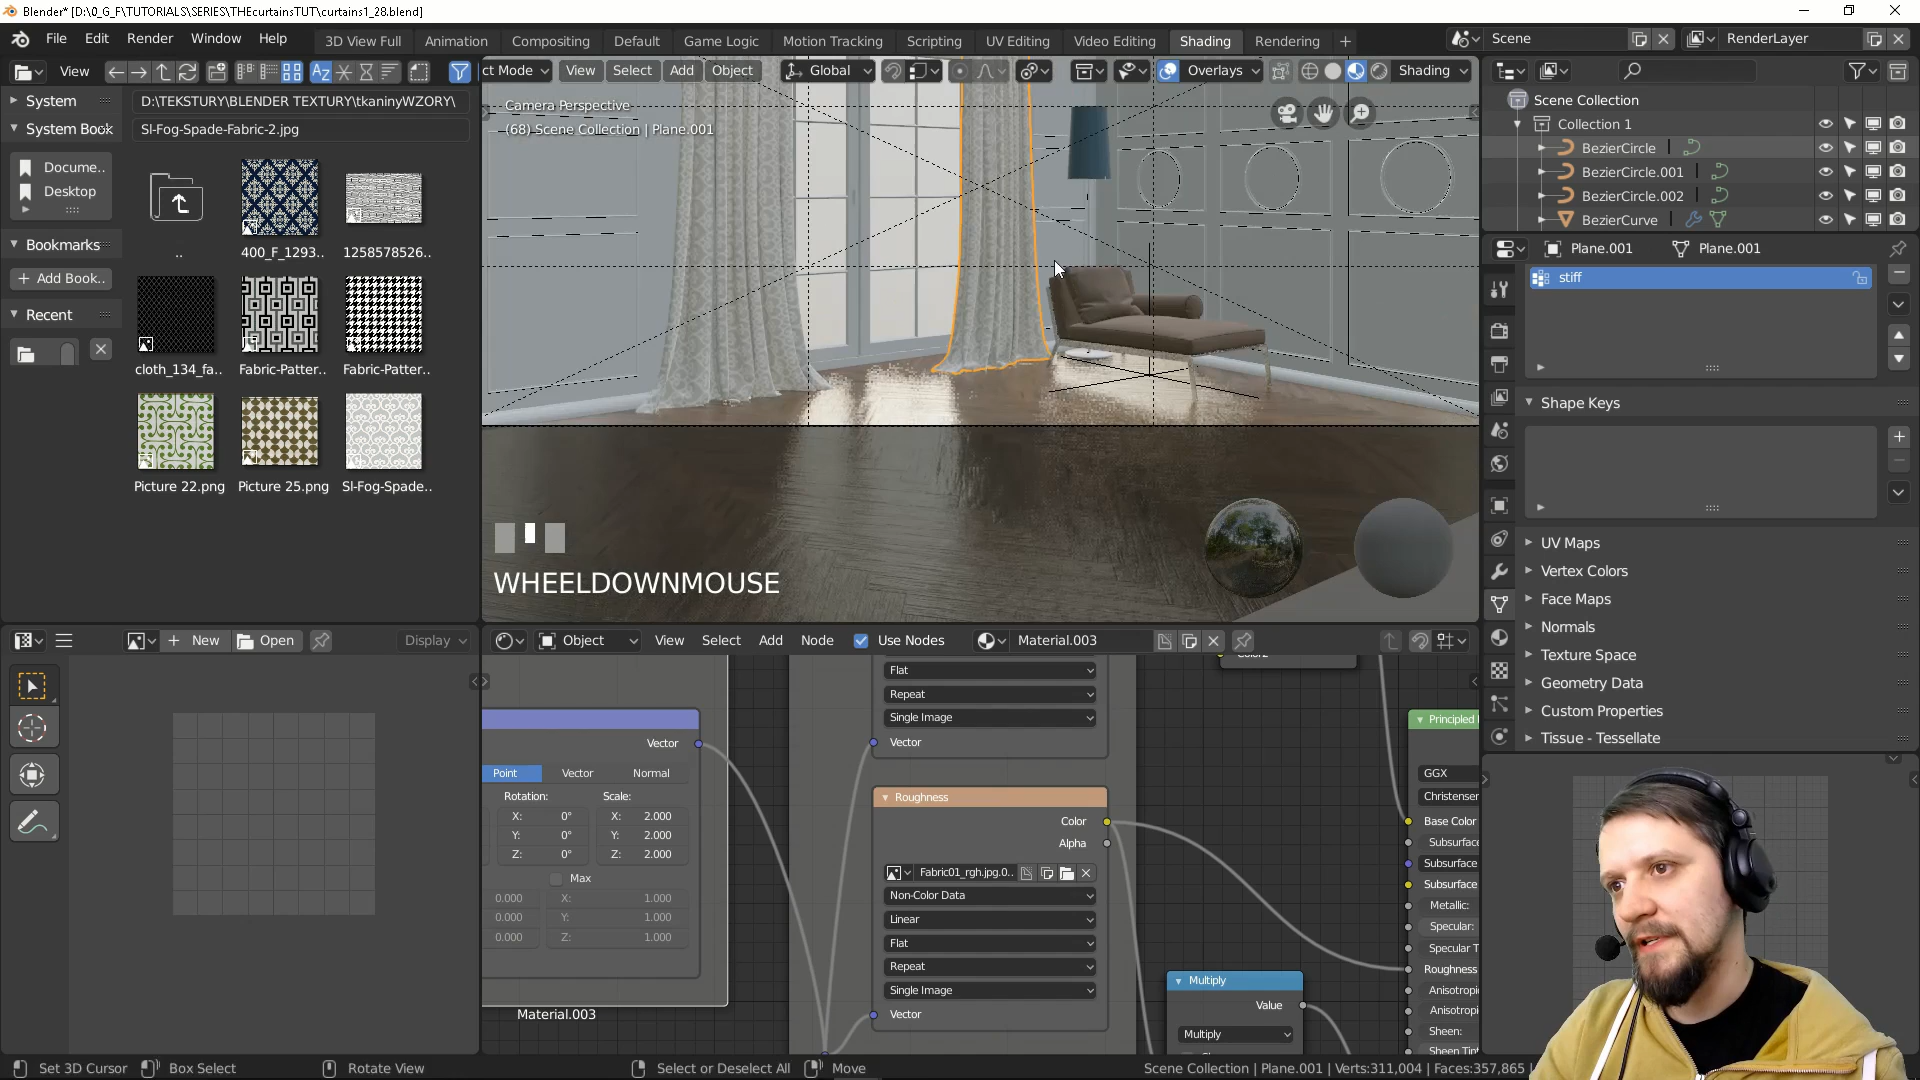 Blender* [D:\0_G_F\TUTORIALS\SERIES\THEcurtainsTUT\curtains1_28.blend]
File Edit Render Window Help 3D View Full Animation Compositing Default Game Logic Motion Tracking Scripting UV Editing Video Editing Shading Rendering Scene RenderLayer
View ct Mode View Select Add Object Global Overlays Shading
System D:\TEKSTURY\BLENDER TEXTURY\tkaninyWZORY\
System Book Sl-Fog-Spade-Fabric-2.jpg
Camera Perspective
(68) Scene Collection | Plane.001
Docume..
Desktop
Bookmarks
Add Book..
Recent
..
400_F_1293..
1258578526..
cloth_134_fa..
Fabric-Patter..
Fabric-Patter..
Picture 22.png
Picture 25.png
Sl-Fog-Spade..
WHEELDOWNMOUSE
Scene Collection
Collection 1
BezierCircle
BezierCircle.001
BezierCircle.002
BezierCurve
Plane.001 Plane.001
stiff
Shape Keys
UV Maps
Vertex Colors
Face Maps
Normals
Texture Space
Geometry Data
Custom Properties
Tissue - Tessellate
New Open Display
Object View Select Add Node Use Nodes Material.003
Vector
Point Vector Normal
Rotation: Scale:
X: 0° X: 2.000
Y: 0° Y: 2.000
Z: 0° Z: 2.000
Max
0.000 X: 1.000
0.000 Y: 1.000
0.000 Z: 1.000
Material.003
Flat
Repeat
Single Image
Vector
Roughness
Color
Alpha
Fabric01_rgh.jpg.0..
Non-Color Data
Linear
Flat
Repeat
Single Image
Vector
Multiply
Value
Multiply
Principled
GGX
Christensen
Base Color
Subsurface
Subsurface
Subsurface
Metallic:
Specular:
Specular T
Roughness
Anisotropi
Anisotropi
Sheen:
Sheen Tint
Set 3D Cursor Box Select Rotate View Select or Deselect All Move Scene Collection | Plane.001 | Verts:311,004 | Faces:357,865 |